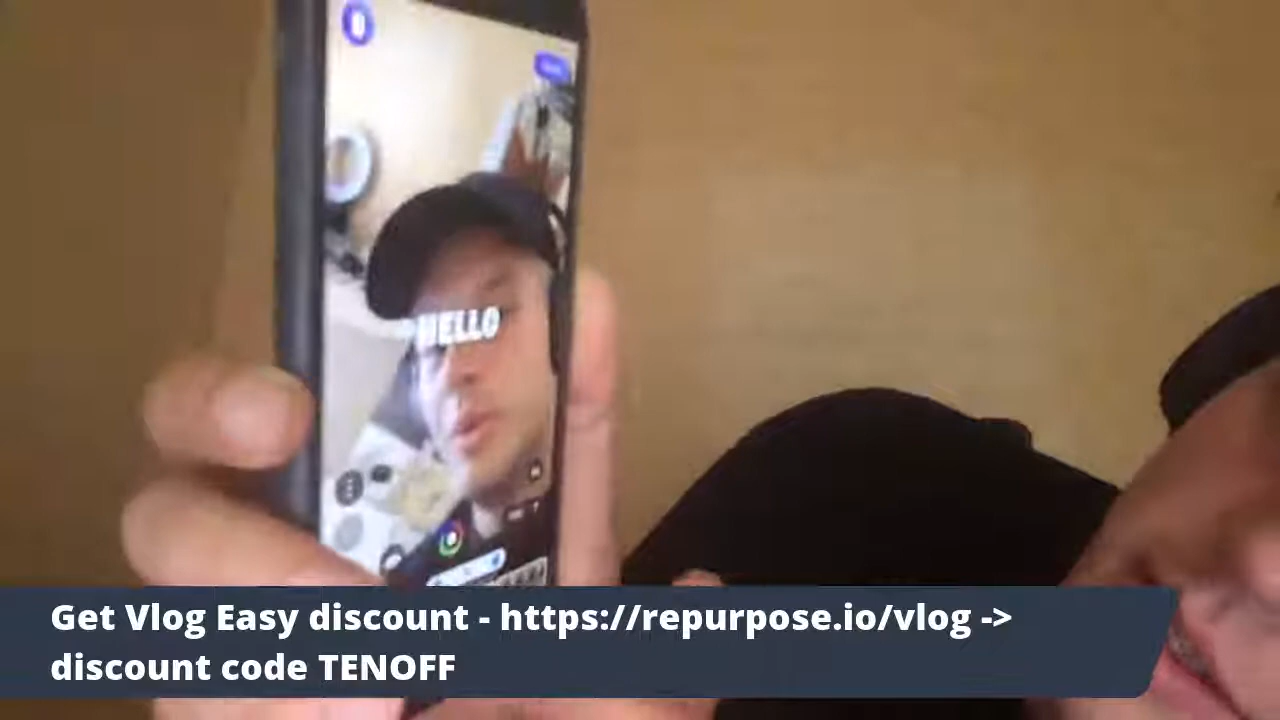 HELLO
Get Vlog Easy discount - https://repurpose.io/vlog ->
discount code TENOFF